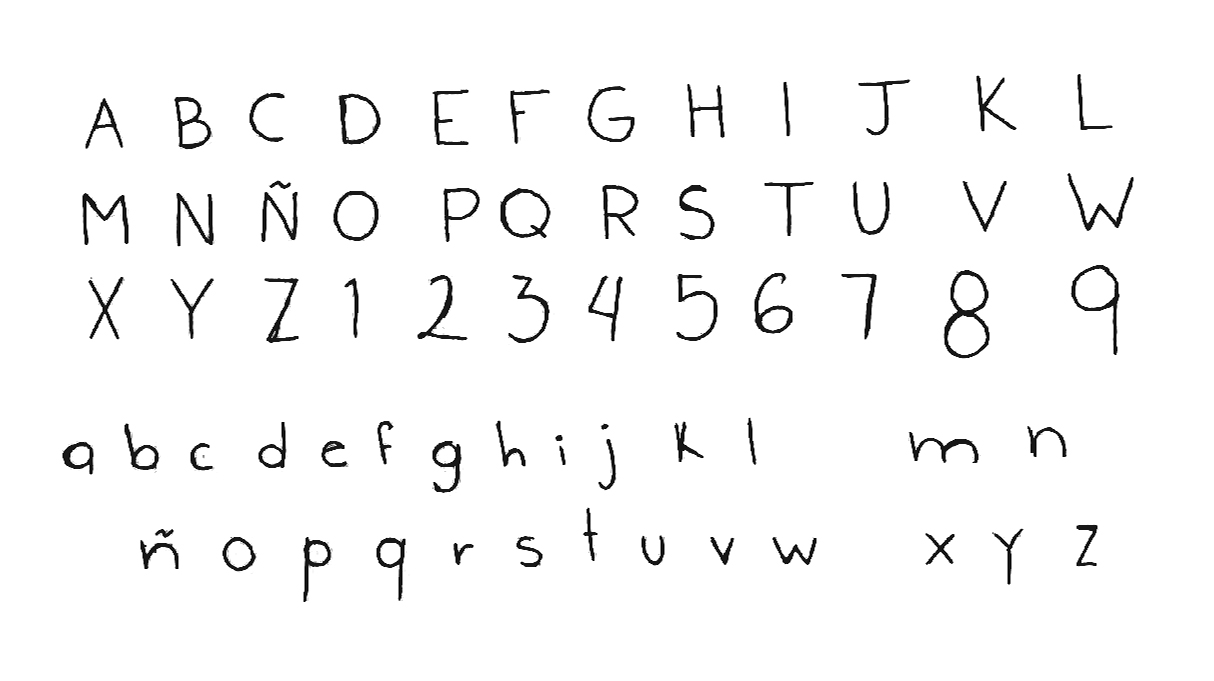 A B C D E F G H I J K L
M N Ñ O P Q R S T U V W
X Y Z 1 2 3 4 5 6 7 8 9
a b c d e f g h i j k l m n
ñ o p q r s t u v w x y z